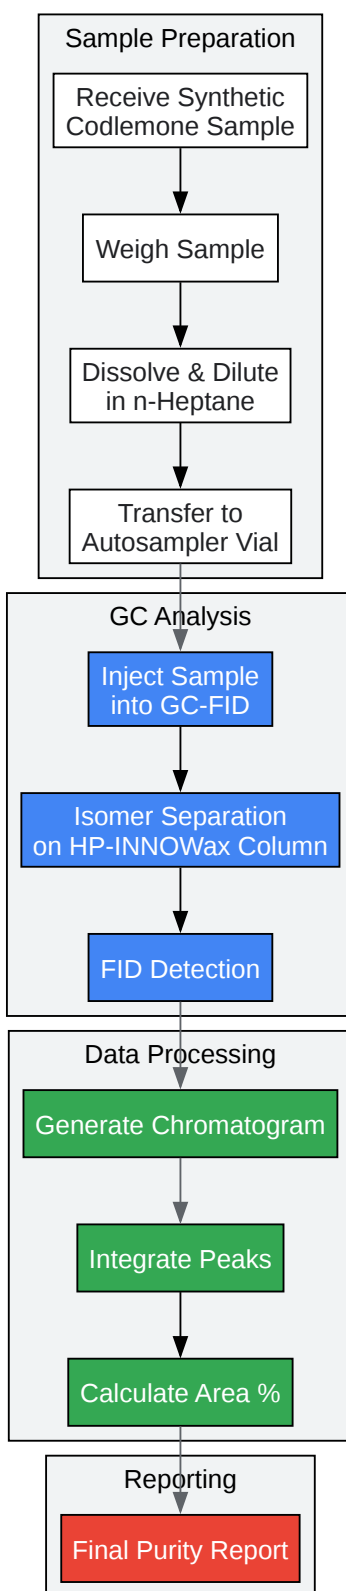 Sample Preparation
Receive Synthetic
Codlemone Sample
Weigh Sample
Dissolve & Dilute
in n-Heptane
Transfer to
Autosampler Vial
GC Analysis
Inject Sample
into GC-FID
Isomer Separation
on HP-INNOWax Column
FID Detection
Data Processing
Generate Chromatogram
Integrate Peaks
Calculate Area %
Reporting
Final Purity Report